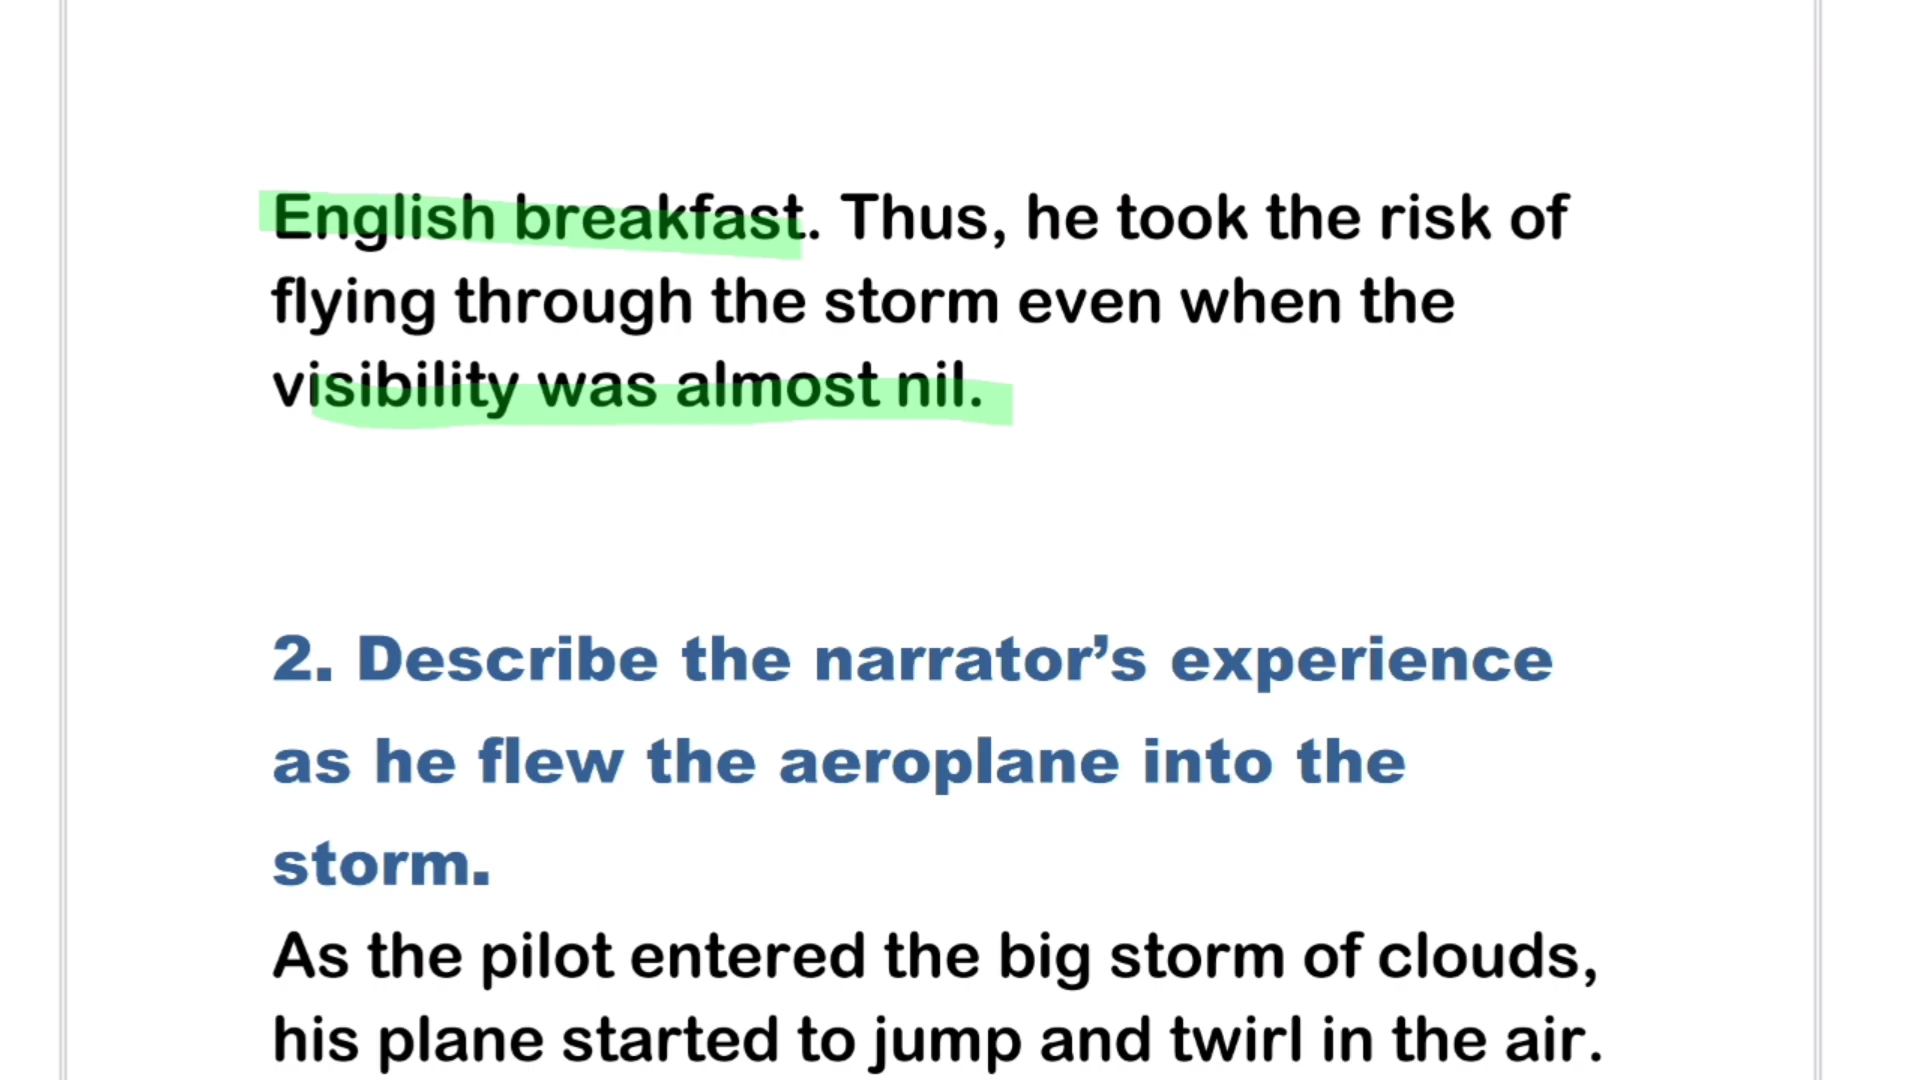 English breakfast. Thus, he took the risk of
flying through the storm even when the
visibility was almost nil.
2. Describe the narrator’s experience
as he flew the aeroplane into the
storm.
As the pilot entered the big storm of clouds,
his plane started to jump and twirl in the air.